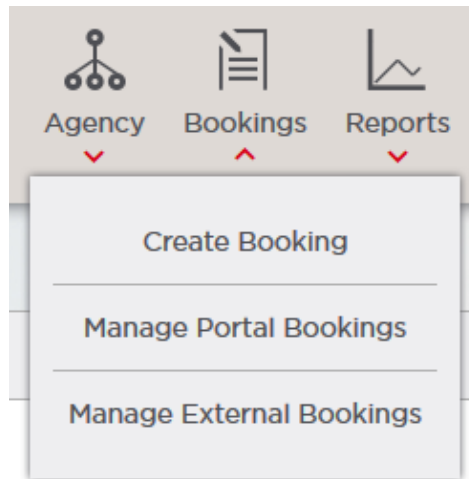 Agency Bookings Reports
Create Booking
Manage Portal Bookings
Manage External Bookings